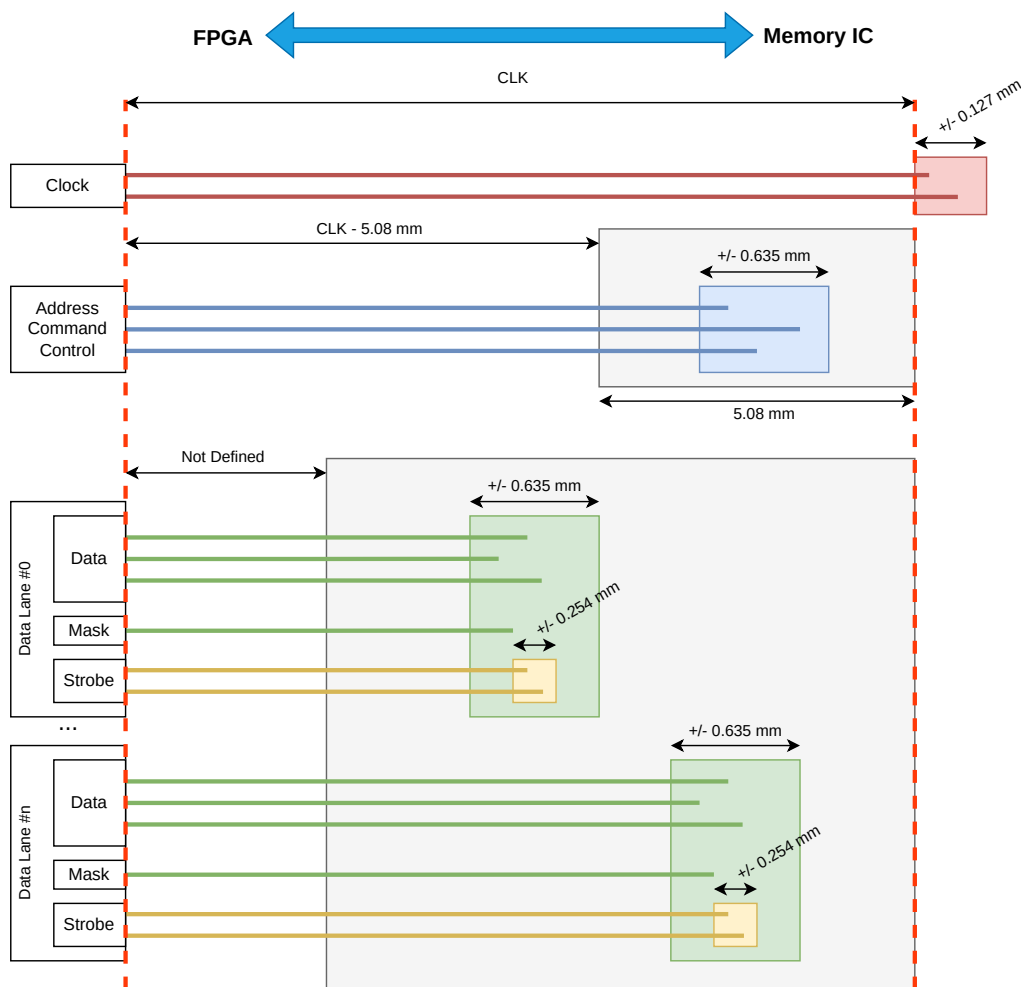 FPGA
Memory IC
CLK
+/- 0.127 mm
Clock
CLK - 5.08 mm
+/- 0.635 mm
Address
Command
Control
5.08 mm
Not Defined
+/- 0.635 mm
Data Lane #0
Data
+/- 0.254 mm
Mask
Strobe
...
+/- 0.635 mm
Data Lane #n
Data
+/- 0.254 mm
Mask
Strobe